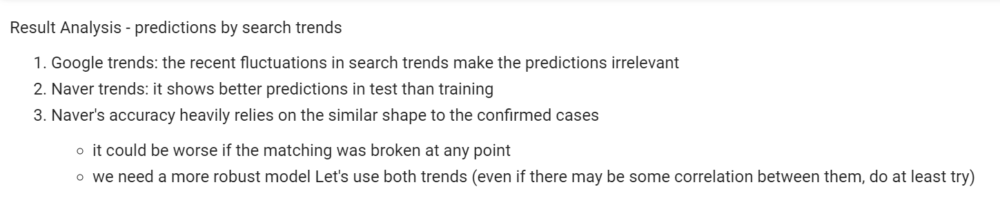 Result Analysis - predictions by search trends
1. Google trends: the recent fluctuations in search trends make the predictions irrelevant
2. Naver trends: it shows better predictions in test than training
3. Naver's accuracy heavily relies on the similar shape to the confirmed cases
○ it could be worse if the matching was broken at any point
○ we need a more robust model Let's use both trends (even if there may be some correlation between them, do at least try)